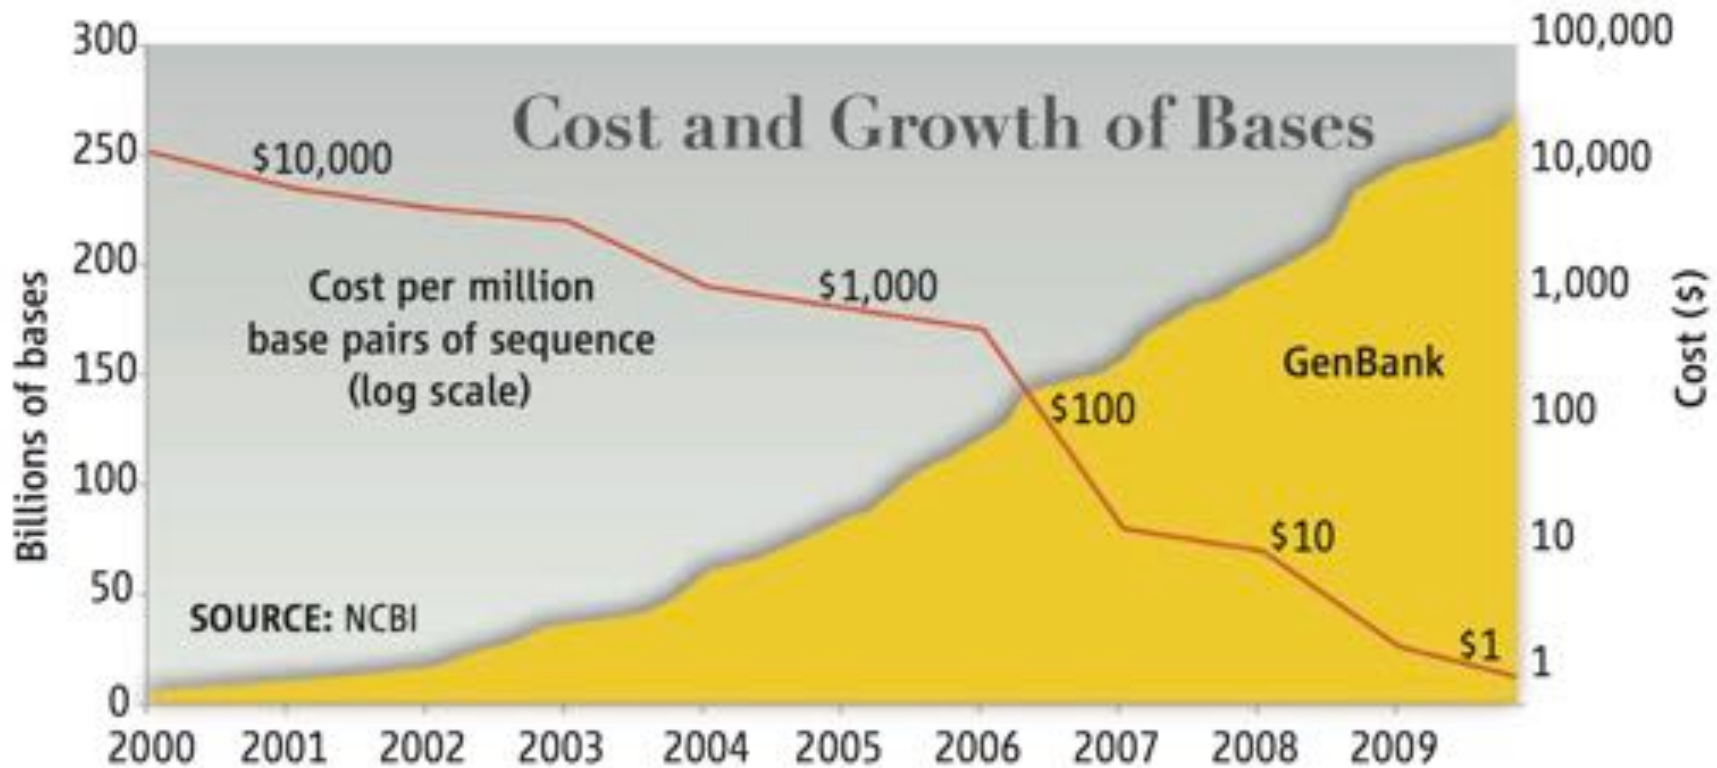 Cost and Growth of Bases
Billions of bases
300
250
200
150
100
50
0
$10,000
$1,000
$100
$10
$1
Cost per million
base pairs of sequence
(log scale)
GenBank
SOURCE: NCBI
100,000
10,000
1,000
100
10
1
Cost ($)
2000 2001 2002 2003 2004 2005 2006 2007 2008 2009